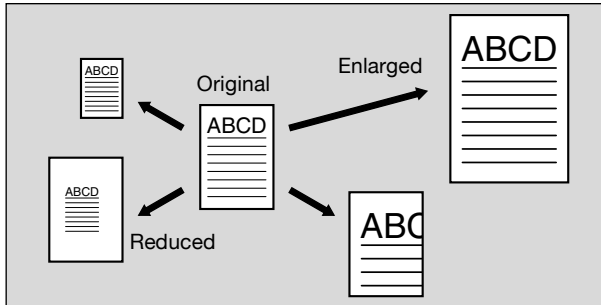 ABCD
Original
Enlarged
ABCD
ABCD
ABCD
Reduced
ABC